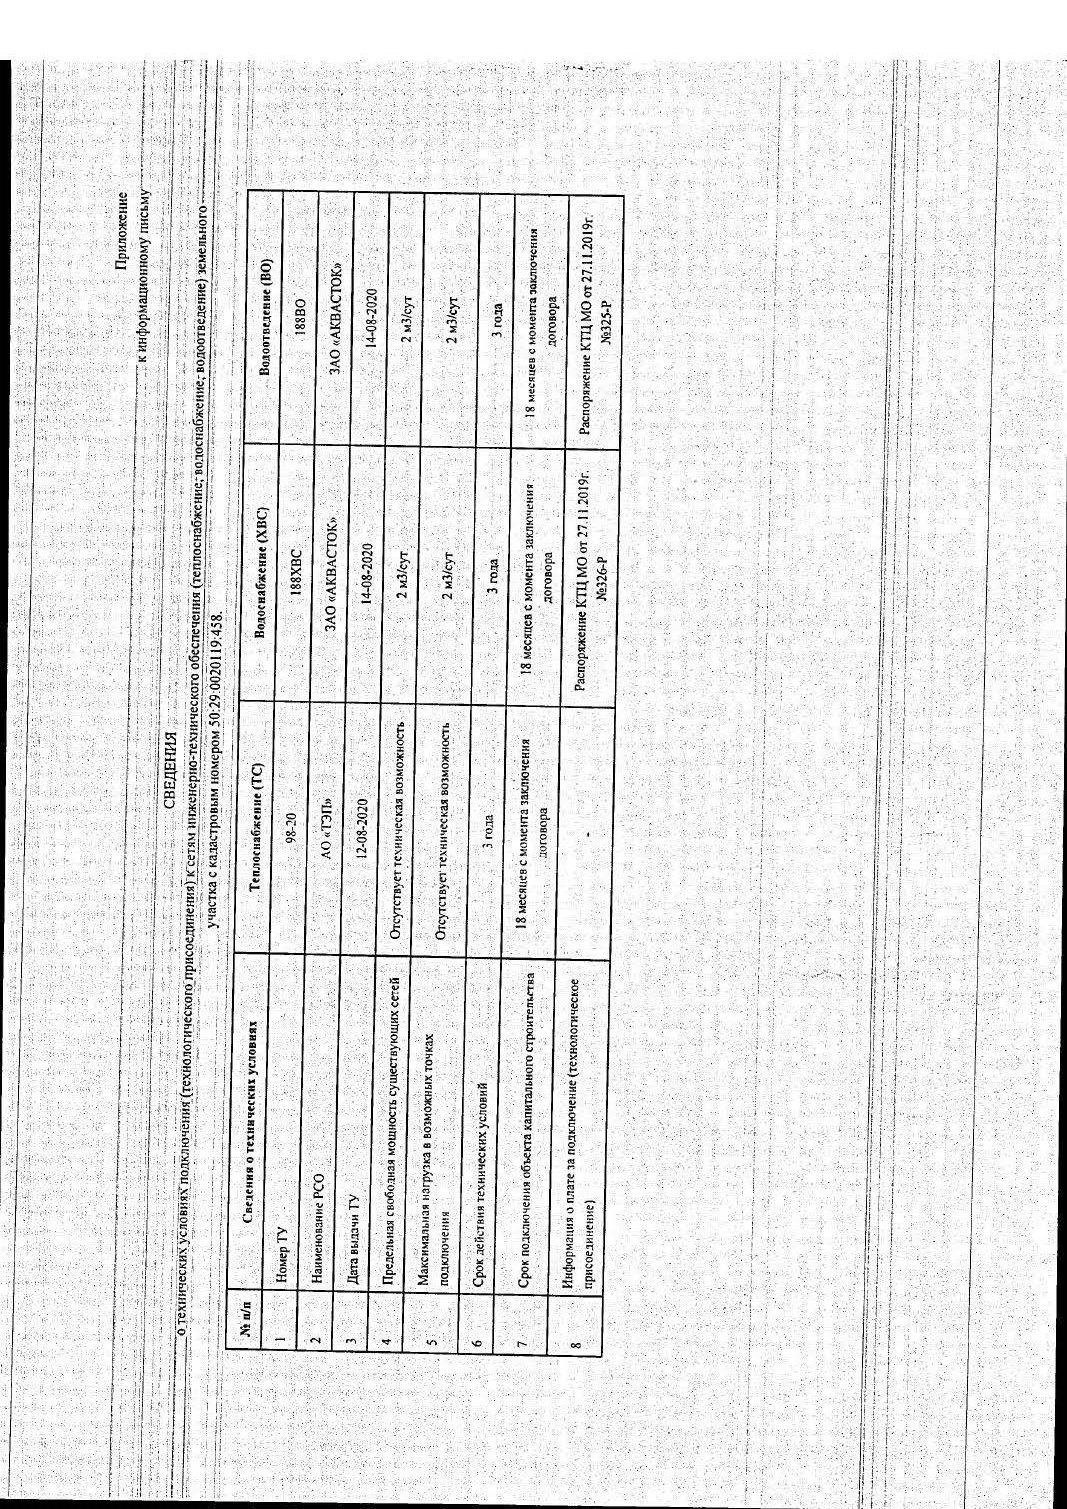 Приложение
к информационному письму
СВЕДЕНИЯ
о технических условиях подключения (технологического присоединения) к сетям инженерно-технического обеспечения (теплоснабжение, водоснабжение, водоотведение) земельного
участка с кадастровым номером 50:29:0020119:458.
№ п/п Сведения о технических условиях Теплоснабжение (ТС) Водоснабжение (ХВС) Водоотведение (ВО)
1 Номер ТУ 98-20 188ХВС 188ВО
2 Наименование РСО АО «ТЭП» ЗАО «АКВАСТОК» ЗАО «АКВАСТОК»
3 Дата выдачи ТУ 12-08-2020 14-08-2020 14-08-2020
4 Предельная свободная мощность существующих сетей Отсутствует техническая возможность 2 м3/сут. 2 м3/сут
5 Максимальная нагрузка в возможных точках
подключения Отсутствует техническая возможность 2 м3/сут 2 м3/сут
6 Срок действия технических условий 3 года 3 года 3 года
7 Срок подключения объекта капитального строительства 18 месяцев с момента заключения
договора 18 месяцев с момента заключения
договора 18 месяцев с момента заключения
договора
8 Информация о плате за подключение (технологическое
присоединение) - Распоряжение КТЦ МО от 27.11.2019г.
№326-Р Распоряжение КТЦ МО от 27.11.2019г.
№325-Р